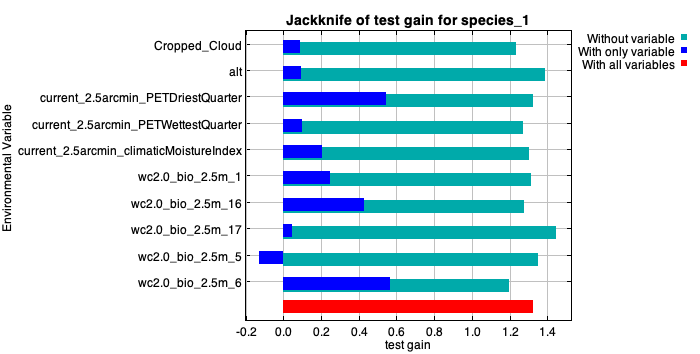 Jackknife of test gain for species_1
Without variable
With only variable
With all variables
Environmental Variable
Cropped_Cloud
alt
current_2.5arcmin_PETDriestQuarter
current_2.5arcmin_PETWettestQuarter
current_2.5arcmin_climaticMoistureIndex
wc2.0_bio_2.5m_1
wc2.0_bio_2.5m_16
wc2.0_bio_2.5m_17
wc2.0_bio_2.5m_5
wc2.0_bio_2.5m_6
-0.2 0.0 0.2 0.4 0.6 0.8 1.0 1.2 1.4
test gain